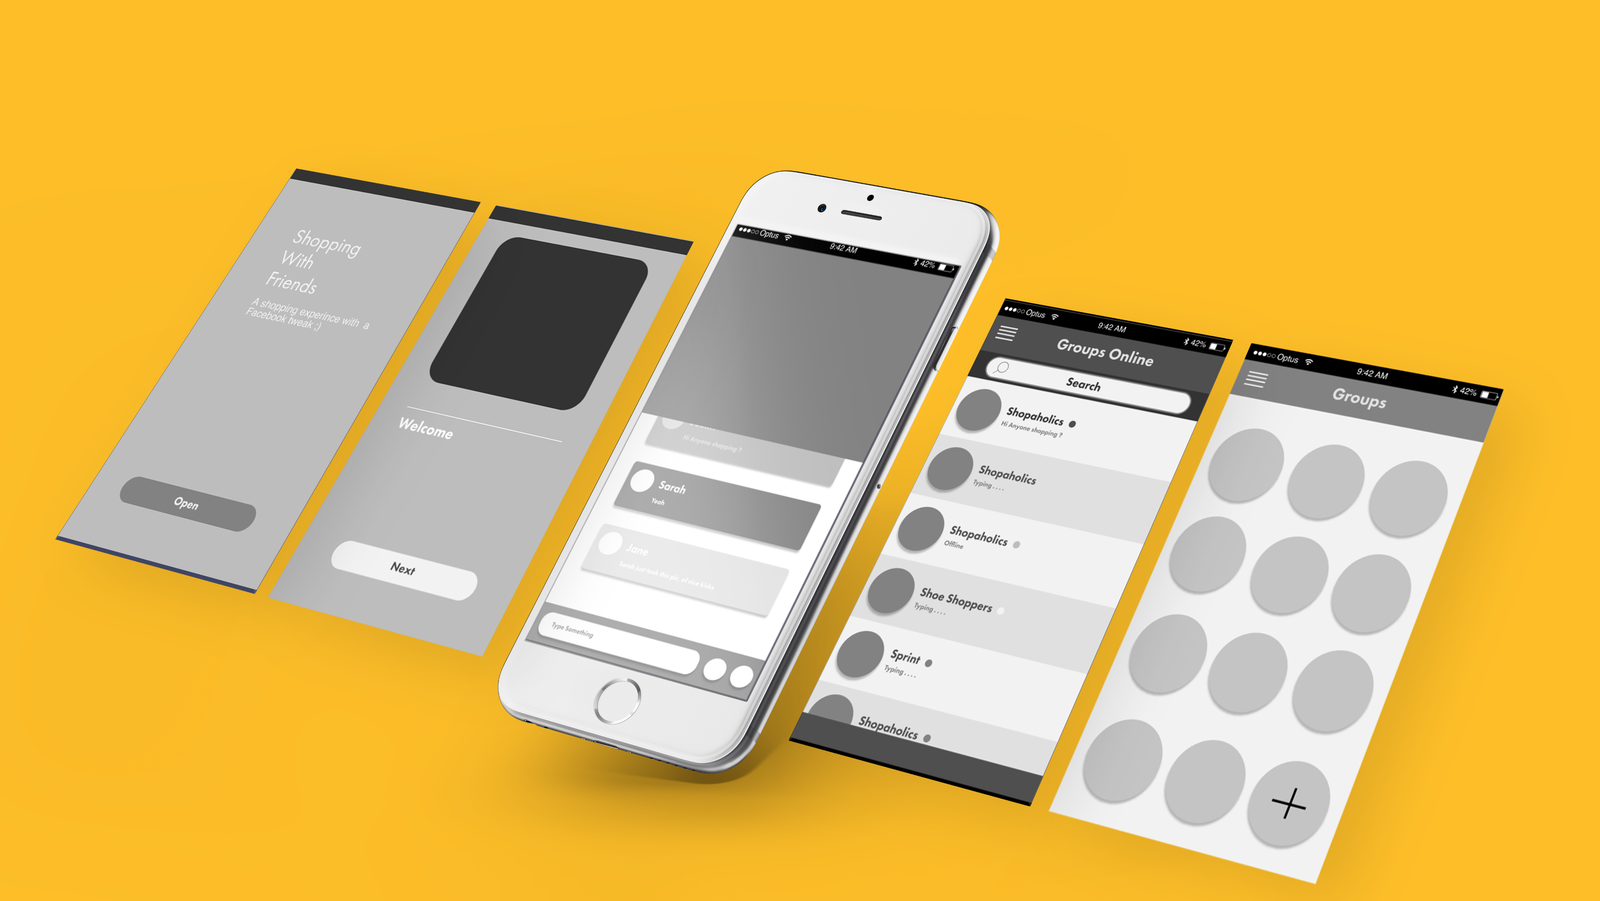 Shopping
With
Friends
A shopping experince with a
Facebook tweak ;)
Open
Welcome
Next
Optus
9:42 AM
42%
Hi Anyone shopping ?
Sarah
Yeah
Jane
Sarah just took this pic of nice kicks
Type Something
Optus
9:42 AM
42%
Groups Online
Search
Shopaholics
Hi Anyone shopping ?
Shopaholics
Typing . . . .
Shopaholics
Offline
Shoe Shoppers
Typing . . . .
Sprint
Typing . . . .
Shopaholics
Optus
9:42 AM
42%
Groups